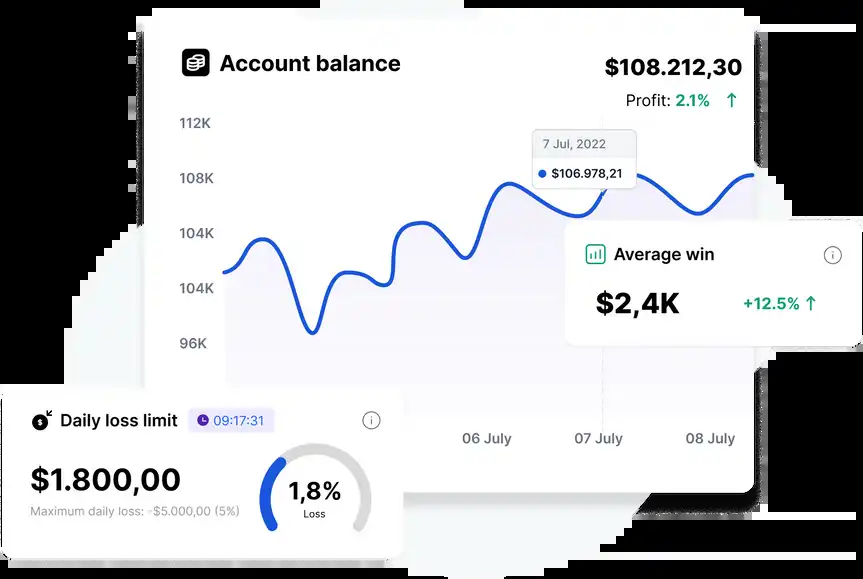 Account balance
$108.212,30
Profit: 2.1% ↑
112K
108K
104K
104K
96K
7 Jul, 2022
$106.978,21
Average win
$2,4K
+12.5% ↑
06 July
07 July
08 July
Daily loss limit
09:17:31
$1.800,00
Maximum daily loss: -$5.000,00 (5%)
1,8%
Loss